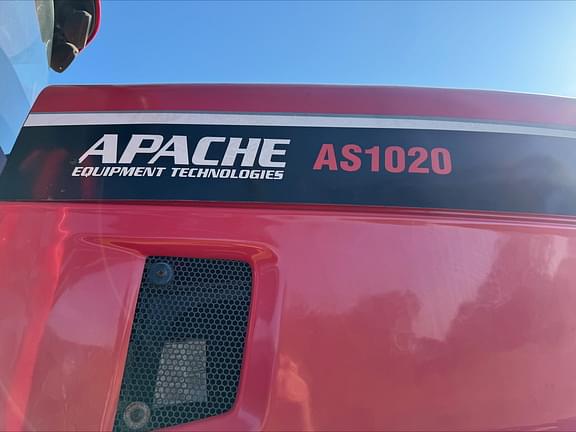 APACHE AS1020
EQUIPMENT TECHNOLOGIES